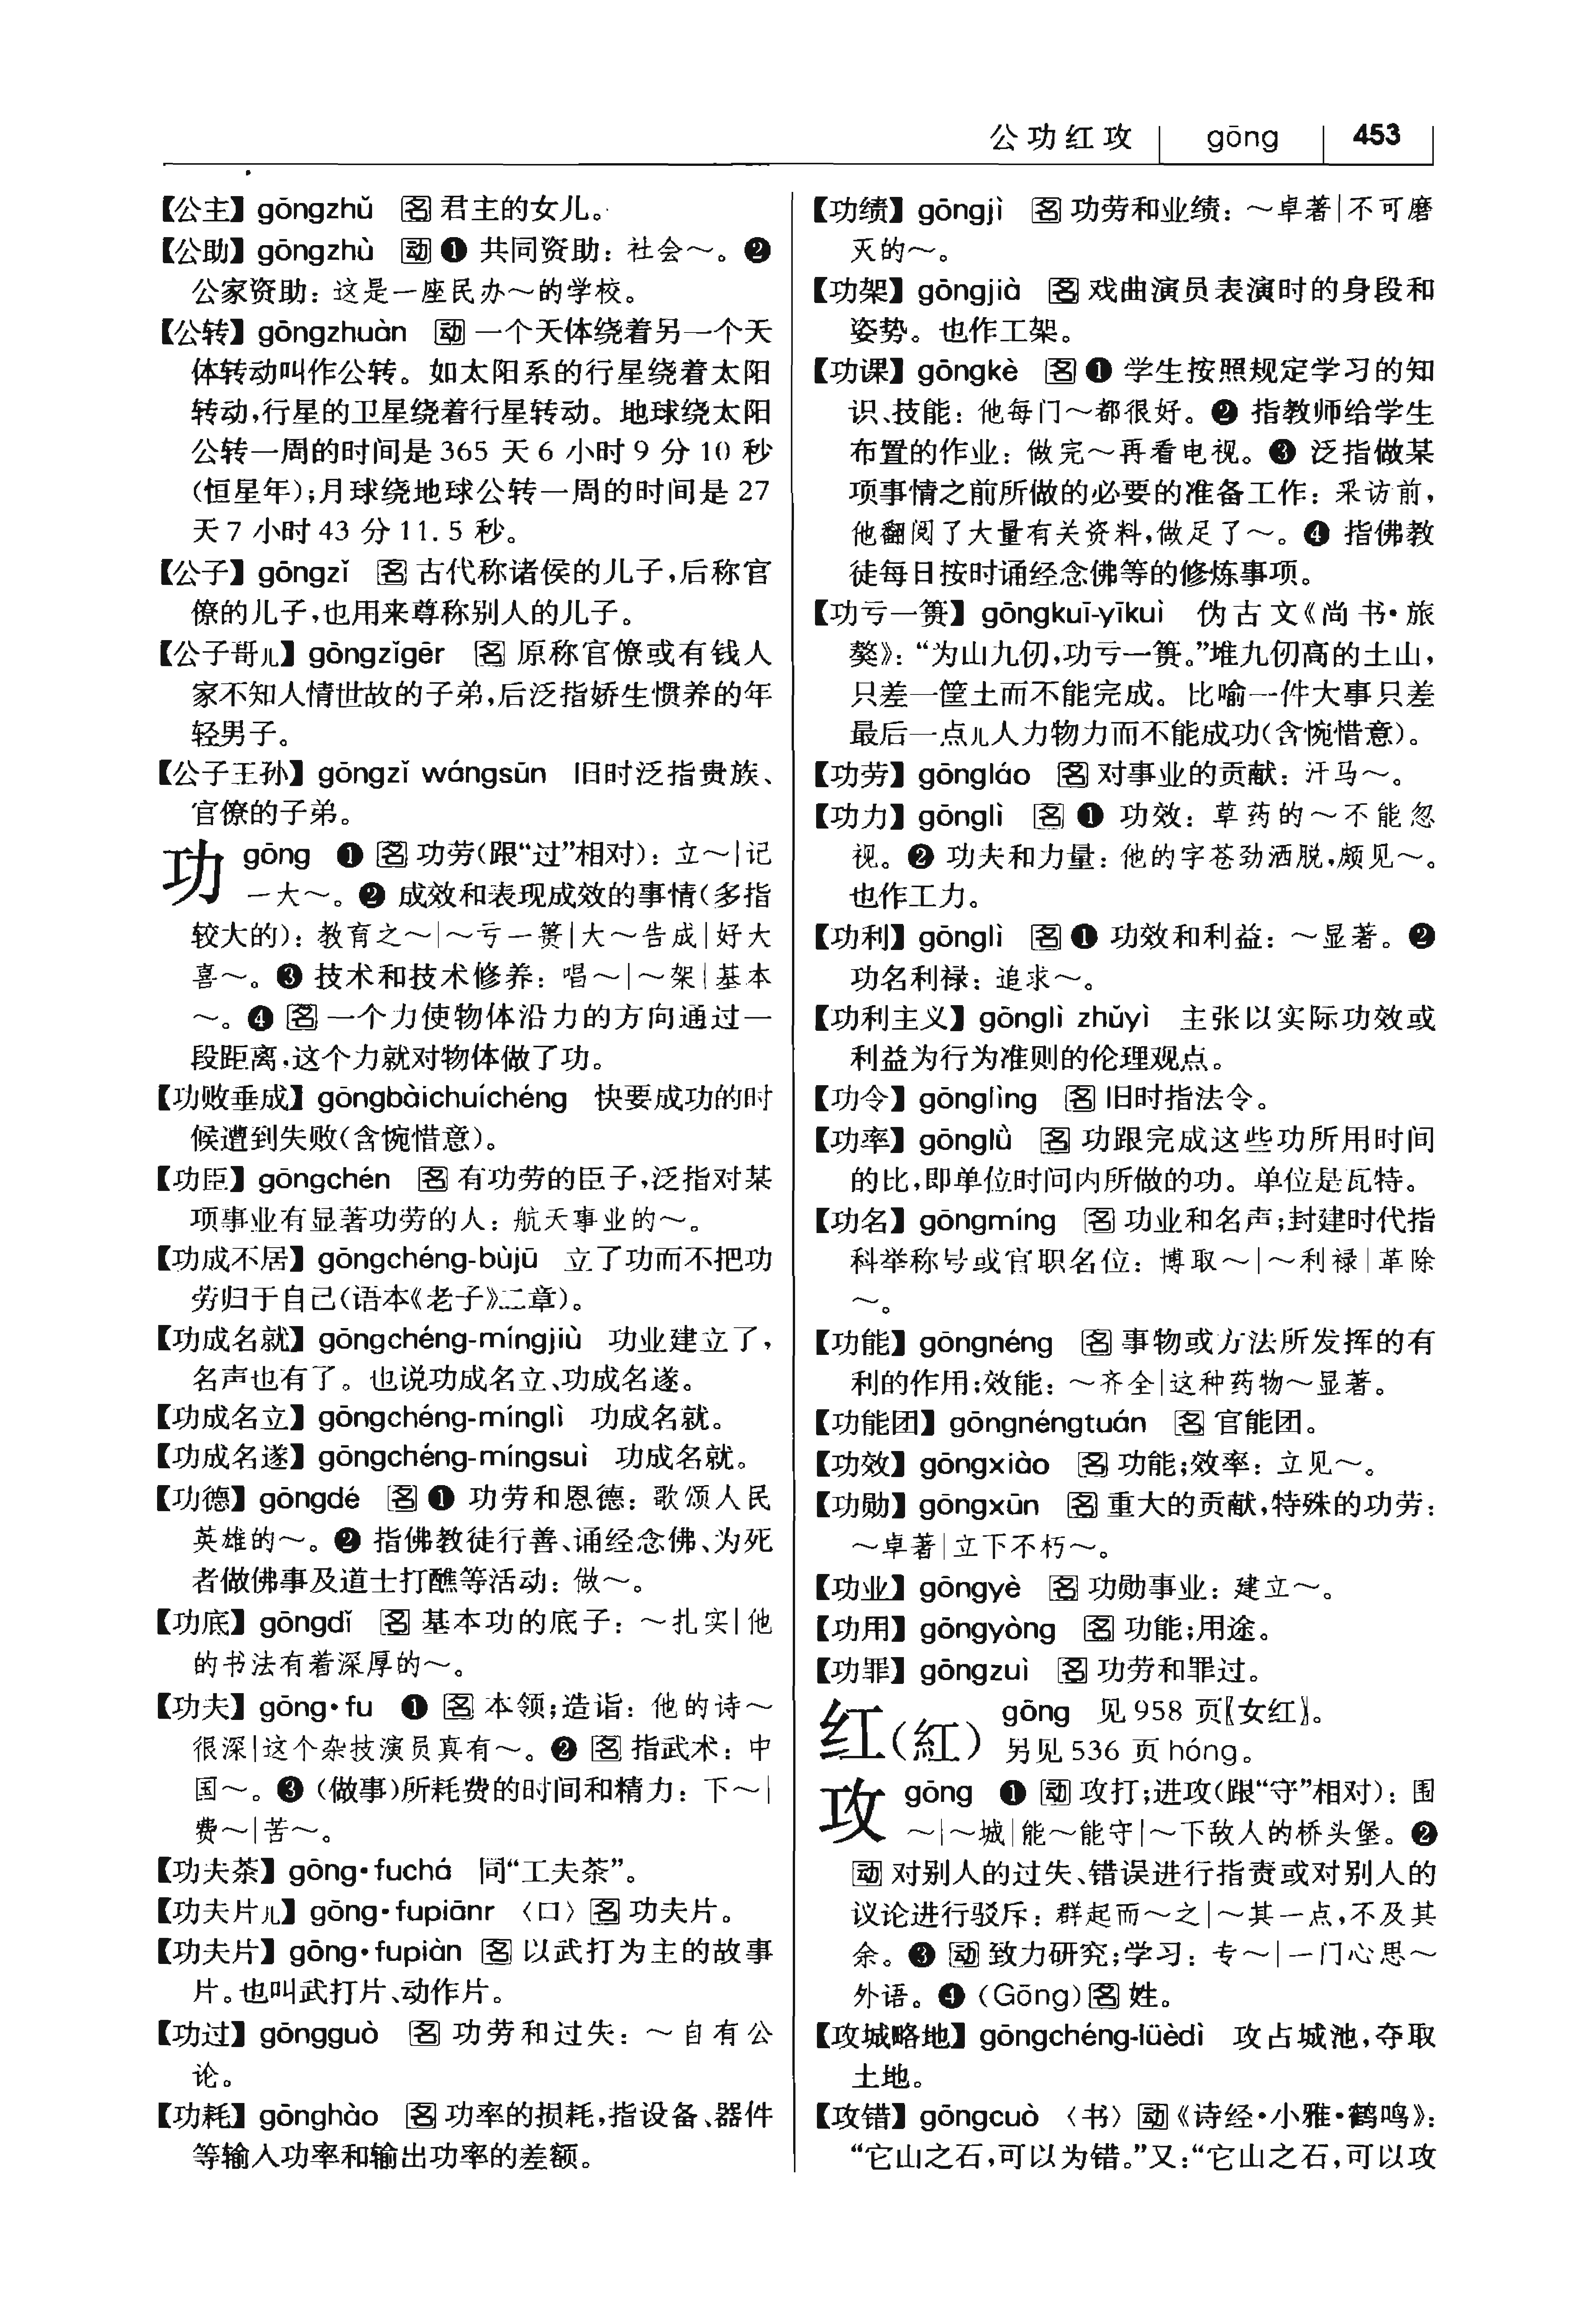 公功红攻 gōng 453
【公主】gōngzhǔ 名 君主的女儿。
【公助】gōngzhù 动 ❶ 共同资助：社会～。❷
公家资助：这是一座民办～的学校。
【公转】gōngzhuàn 动 一个天体绕着另一个天
体转动叫作公转。如太阳系的行星绕着太阳
转动，行星的卫星绕着行星转动。地球绕太阳
公转一周的时间是 365 天 6 小时 9 分 10 秒
（恒星年）；月球绕地球公转一周的时间是 27
天 7 小时 43 分 11.5 秒。
【公子】gōngzǐ 名 古代称诸侯的儿子，后称官
僚的儿子，也用来尊称别人的儿子。
【公子哥儿】gōngzǐgēr 名 原称官僚或有钱人
家不知人情世故的子弟，后泛指娇生惯养的年
轻男子。
【公子王孙】gōngzǐ wángsūn 旧时泛指贵族、
官僚的子弟。
功 gōng ❶ 名 功劳（跟“过”相对）：立～|记
一大～。❷ 成效和表现成效的事情（多指
较大的）：教育之～|～亏一篑|大～告成|好大
喜～。❸ 技术和技术修养：唱～|～架|基本
～。❹ 名 一个力使物体沿力的方向通过一
段距离，这个力就对物体做了功。
【功败垂成】gōngbàichuíchéng 快要成功的时
候遭到失败（含惋惜意）。
【功臣】gōngchén 名 有功劳的臣子，泛指对某
项事业有显著功劳的人：航天事业的～。
【功成不居】gōngchéng-bùjū 立了功而不把功
劳归于自己（语本《老子》二章）。
【功成名就】gōngchéng-míngjiù 功业建立了，
名声也有了。也说功成名立、功成名遂。
【功成名立】gōngchéng-mínglì 功成名就。
【功成名遂】gōngchéng-míngsuì 功成名就。
【功德】gōngdé 名 ❶ 功劳和恩德：歌颂人民
英雄的～。❷ 指佛教徒行善、诵经念佛、为死
者做佛事及道士打醮等活动：做～。
【功底】gōngdǐ 名 基本功的底子：～扎实|他
的书法有着深厚的～。
【功夫】gōng·fu ❶ 名 本领；造诣：他的诗～
很深|这个杂技演员真有～。❷ 名 指武术：中
国～。❸（做事）所耗费的时间和精力：下～|
费～|苦～。
【功夫茶】gōng·fuchá 同“工夫茶”。
【功夫片儿】gōng·fupiānr 〈口〉名 功夫片。
【功夫片】gōng·fupiàn 名 以武打为主的故事
片。也叫武打片、动作片。
【功过】gōngguò 名 功劳和过失：～自有公
论。
【功耗】gōnghào 名 功率的损耗，指设备、器件
等输入功率和输出功率的差额。
【功绩】gōngjì 名 功劳和业绩：～卓著|不可磨
灭的～。
【功架】gōngjià 名 戏曲演员表演时的身段和
姿势。也作工架。
【功课】gōngkè 名 ❶ 学生按照规定学习的知
识、技能：他每门～都很好。❷ 指教师给学生
布置的作业：做完～再看电视。❸ 泛指做某
项事情之前所做的必要的准备工作：采访前，
他翻阅了大量有关资料，做足了～。❹ 指佛教
徒每日按时诵经念佛等的修炼事项。
【功亏一篑】gōngkuī-yīkuì 伪古文《尚书·旅
獒》：“为山九仞，功亏一篑。”堆九仞高的土山，
只差一筐土而不能完成。比喻一件大事只差
最后一点儿人力物力而不能成功（含惋惜意）。
【功劳】gōngláo 名 对事业的贡献：汗马～。
【功力】gōnglì 名 ❶ 功效：草药的～不能忽
视。❷ 功夫和力量：他的字苍劲洒脱，颇见～。
也作工力。
【功利】gōnglì 名 ❶ 功效和利益：～显著。❷
功名利禄：追求～。
【功利主义】gōnglì zhǔyì 主张以实际功效或
利益为行为准则的伦理观点。
【功令】gōnglìng 名 旧时指法令。
【功率】gōnglǜ 名 功跟完成这些功所用时间
的比，即单位时间内所做的功。单位是瓦特。
【功名】gōngmíng 名 功业和名声；封建时代指
科举称号或官职名位：博取～|～利禄|革除
～。
【功能】gōngnéng 名 事物或方法所发挥的有
利的作用；效能：～齐全|这种药物～显著。
【功能团】gōngnéngtuán 名 官能团。
【功效】gōngxiào 名 功能；效率：立见～。
【功勋】gōngxūn 名 重大的贡献，特殊的功劳：
～卓著|立下不朽～。
【功业】gōngyè 名 功勋事业：建立～。
【功用】gōngyòng 名 功能；用途。
【功罪】gōngzuì 名 功劳和罪过。
红（紅） gōng 见 958 页〖女红〗。
另见 536 页 hóng。
攻 gōng ❶ 动 攻打；进攻（跟“守”相对）：围
～|～城|能～能守|～下敌人的桥头堡。❷
动 对别人的过失、错误进行指责或对别人的
议论进行驳斥：群起而～之|～其一点，不及其
余。❸ 动 致力研究；学习：专～|一门心思～
外语。❹（Gōng）名 姓。
【攻城略地】gōngchéng-lüèdì 攻占城池，夺取
土地。
【攻错】gōngcuò 〈书〉动《诗经·小雅·鹤鸣》：
“它山之石，可以为错。”又：“它山之石，可以攻